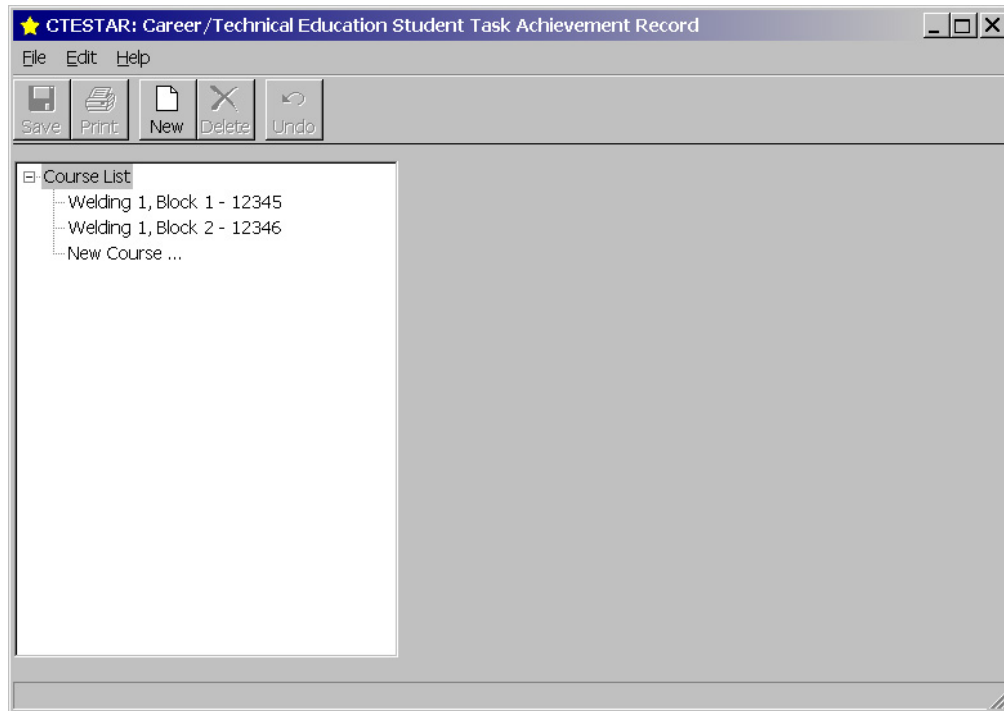 CTESTAR: Career/Technical Education Student Task Achievement Record
File Edit Help
Save Print New Delete Undo
Course List
Welding 1, Block 1 - 12345
Welding 1, Block 2 - 12346
New Course ...